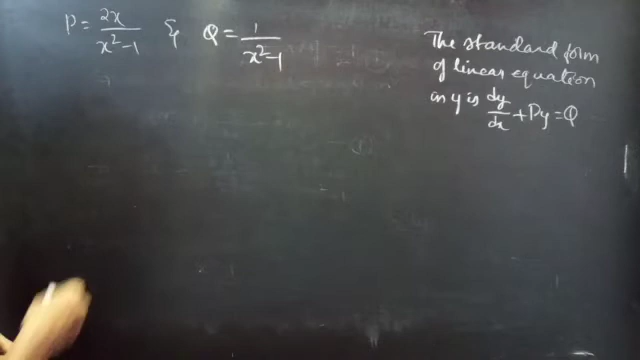 P = 2x/(x²-1) & Q = 1/(x²-1)
The standard form
of linear equation
in y is dy/dx + Py = Q